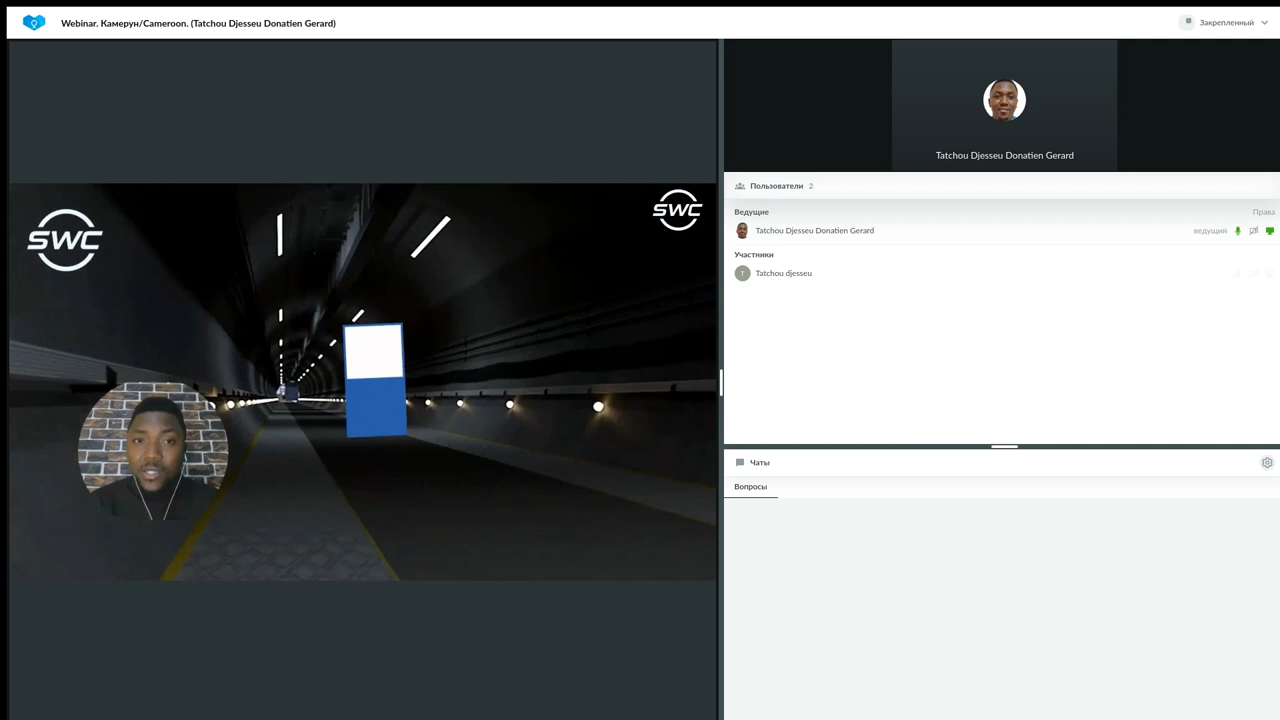 Webinar. Камерун/Cameroon. (Tatchou Djesseu Donatien Gerard)
Закрепленный
SWC
SWC
Tatchou Djesseu Donatien Gerard
Пользователи 2
Ведущие
Права
Tatchou Djesseu Donatien Gerard
ведущий
Участники
T
Tatchou djesseu
Чаты
Вопросы